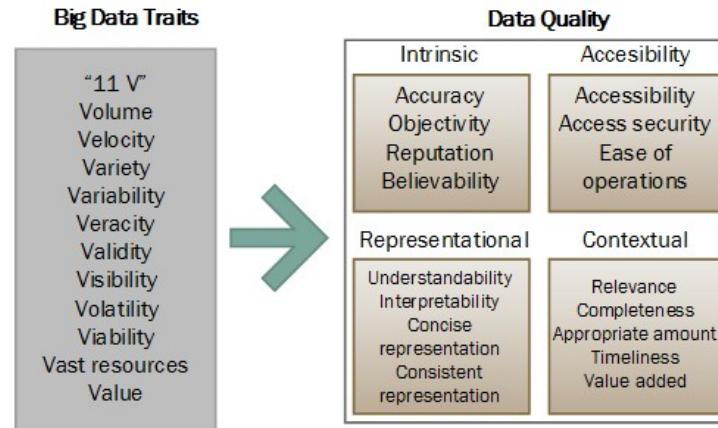 Big Data Traits
"11 V"
Volume
Velocity
Variety
Variability
Veracity
Validity
Visibility
Volatility
Viability
Vast resources
Value
Data Quality
Intrinsic
Accuracy
Objectivity
Reputation
Believability
Accesibility
Accessibility
Access security
Ease of
operations
Representational
Understandability
Interpretability
Concise
representation
Consistent
representation
Contextual
Relevance
Completeness
Appropriate amount
Timeliness
Value added